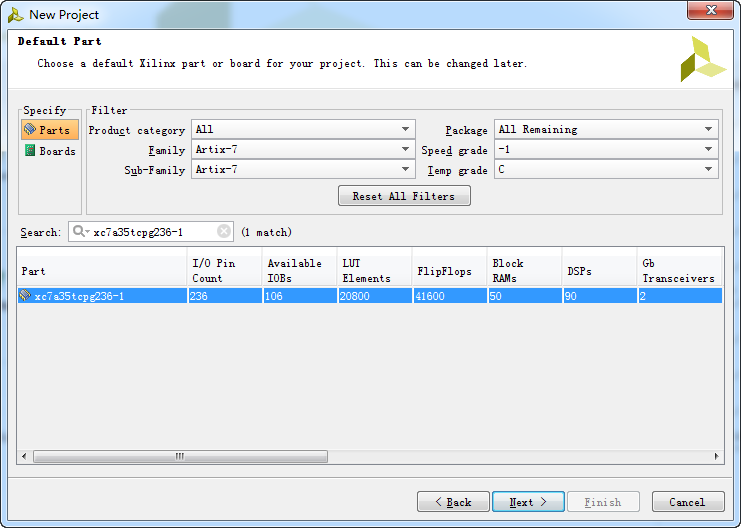 New Project
Default Part
Choose a default Xilinx part or board for your project. This can be changed later.
Specify
Parts
Boards
Filter
Product category All
Package All Remaining
Family Artix-7
Speed grade -1
Sub-Family Artix-7
Temp grade C
Reset All Filters
Search: xc7a35tcpg236-1 (1 match)
Part I/O Pin Count Available IOBs LUT Elements FlipFlops Block RAMs DSPs Gb Transceivers
xc7a35tcpg236-1 236 106 20800 41600 50 90 2
< Back Next > Finish Cancel